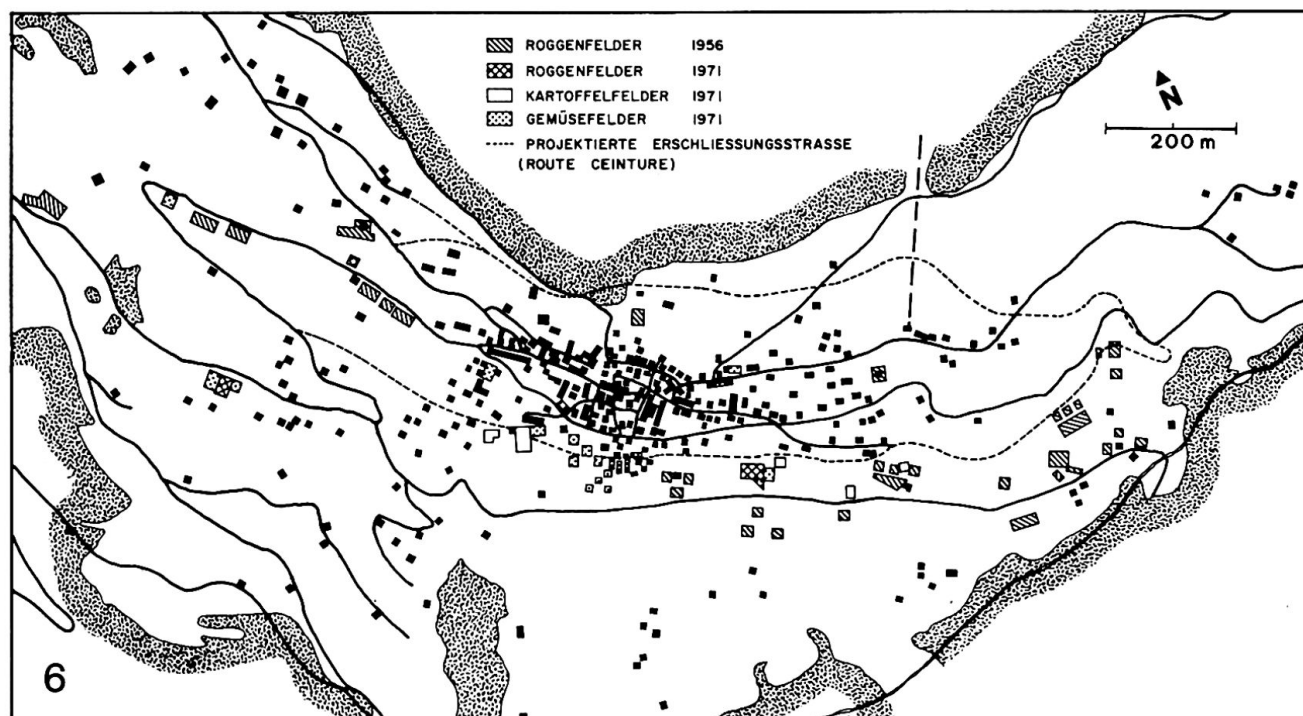 ROGGENFELDER 1956
ROGGENFELDER 1971
KARTOFFELFELDER 1971
GEMÜSEFELDER 1971
PROJEKTIERTE ERSCHLIESSUNGSSTRASSE
(ROUTE CEINTURE)
N
200 m
6